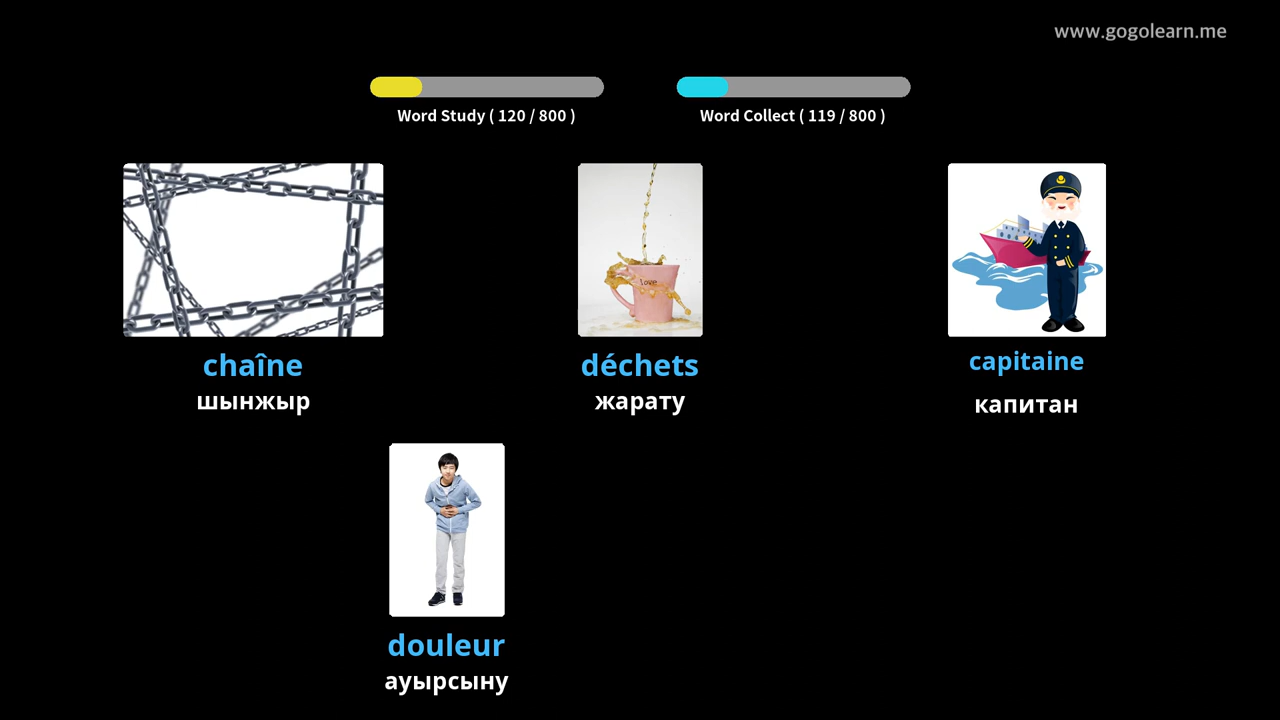 www.gogolearn.me
Word Study ( 120 / 800 )
Word Collect ( 119 / 800 )
love
chaîne
déchets
capitaine
шынжыр
жарату
капитан
douleur
ауырсыну